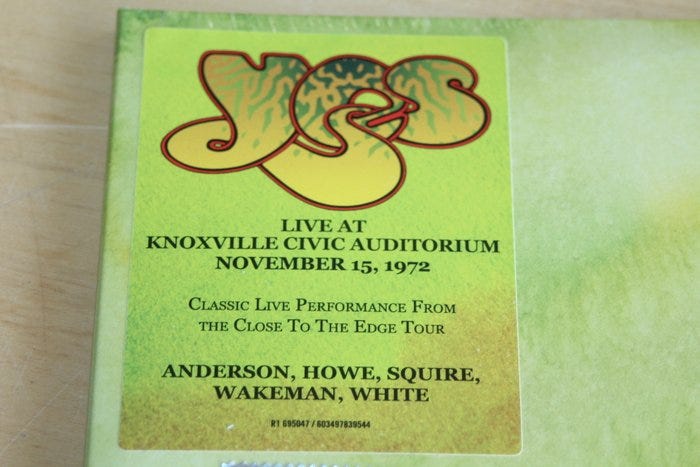 Yes
LIVE AT
KNOXVILLE CIVIC AUDITORIUM
NOVEMBER 15, 1972
Classic Live Performance From
the Close To The Edge Tour
ANDERSON, HOWE, SQUIRE,
WAKEMAN, WHITE
R1 695047 / 603497839544